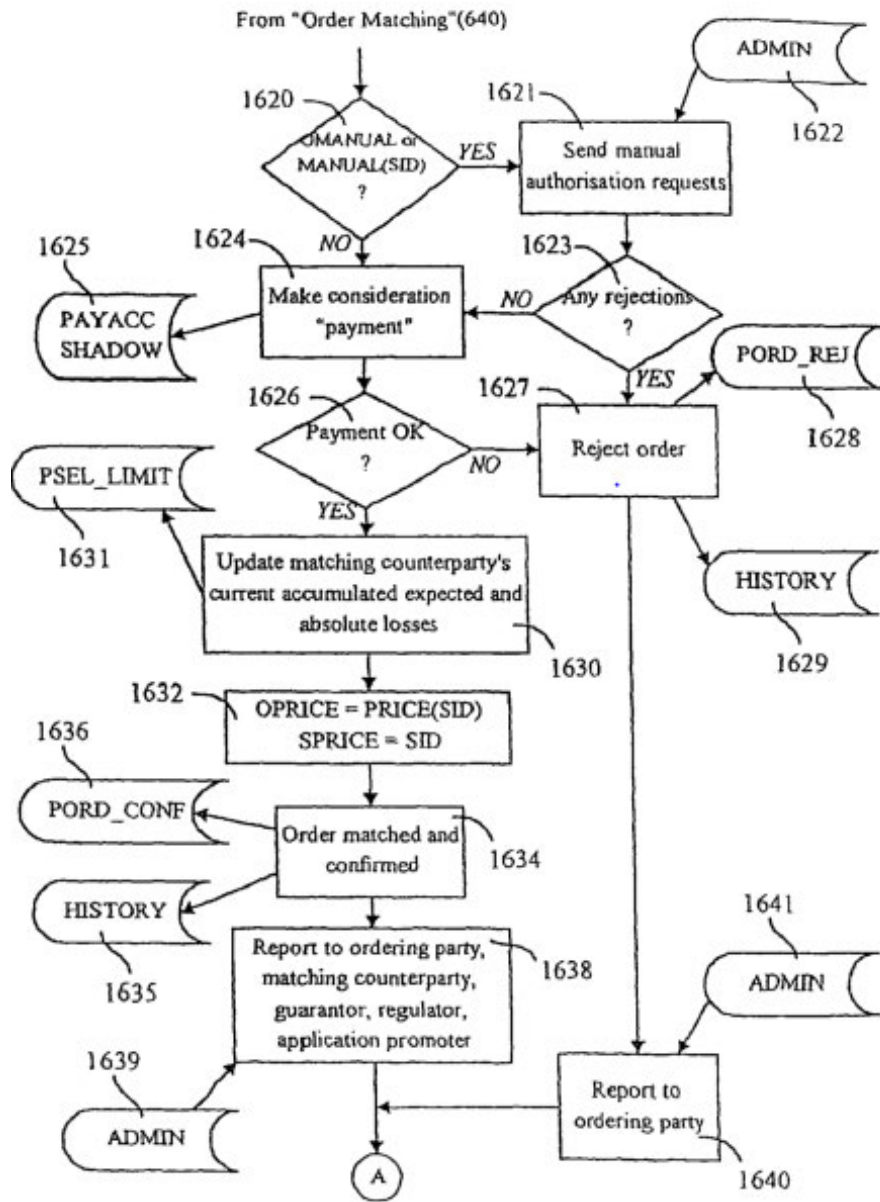 From "Order Matching"(640)
ADMIN
1620
1621
1622
OMANUAL or
MANUAL(SID)
?
YES
Send manual
authorisation requests
NO
1625
1624
1623
PAYACC
SHADOW
Make consideration
"payment"
NO
Any rejections
?
YES
PORD_REJ
1628
1626
1627
Payment OK
?
NO
Reject order
PSEL_LIMIT
1631
YES
Update matching counterparty's
current accumulated expected and
absolute losses
1630
HISTORY
1629
1632
OPRICE = PRICE(SID)
SPRICE = SID
1636
PORD_CONF
Order matched and
confirmed
1634
HISTORY
1635
1641
ADMIN
Report to ordering party,
matching counterparty,
guarantor, regulator,
application promoter
1638
1639
ADMIN
Report to
ordering party
1640
A